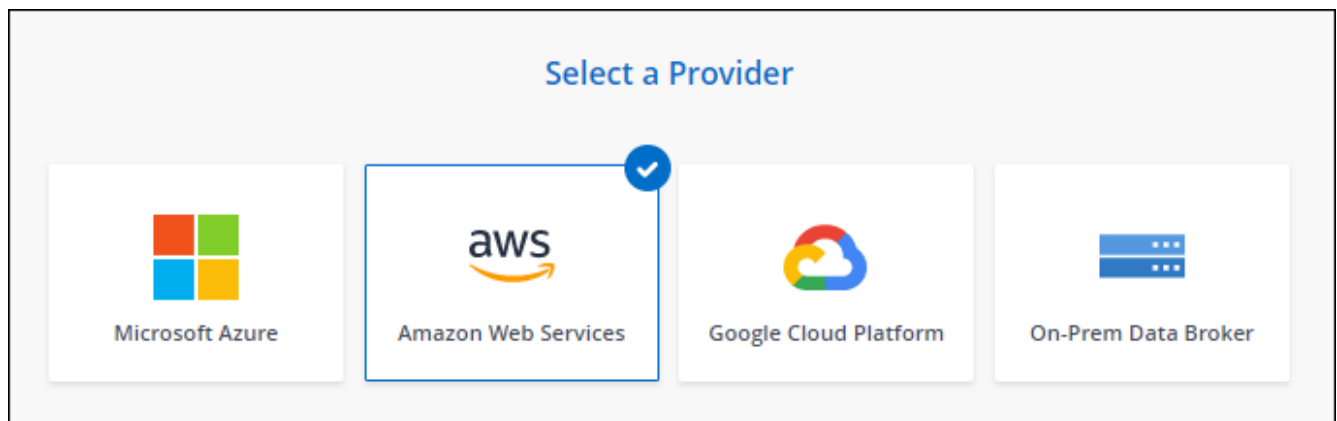 Select a Provider
aws
Microsoft Azure
Amazon Web Services
Google Cloud Platform
On-Prem Data Broker